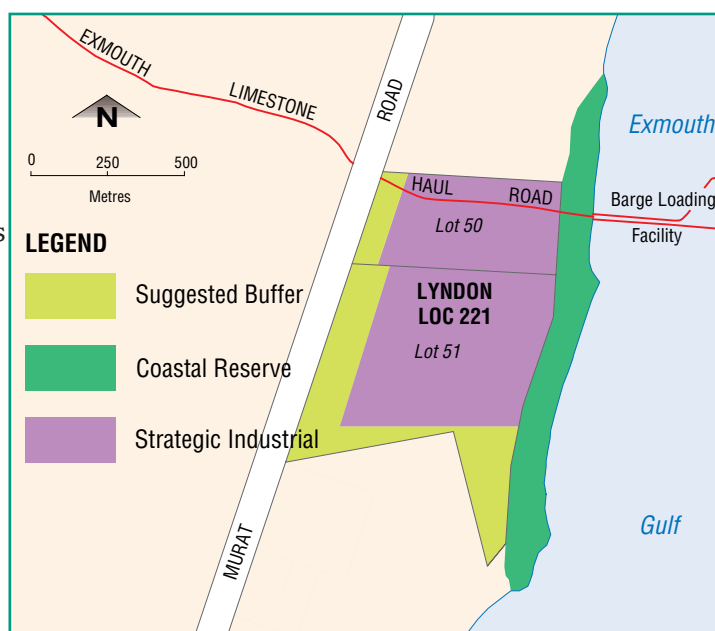 EXMOUTH
LIMESTONE
ROAD
N
0 250 500
Metres
Exmouth
HAUL ROAD
Barge Loading
Facility
Lot 50
s
LEGEND
Suggested Buffer
Coastal Reserve
Strategic Industrial
LYNDON
LOC 221
Lot 51
Gulf
MURAT